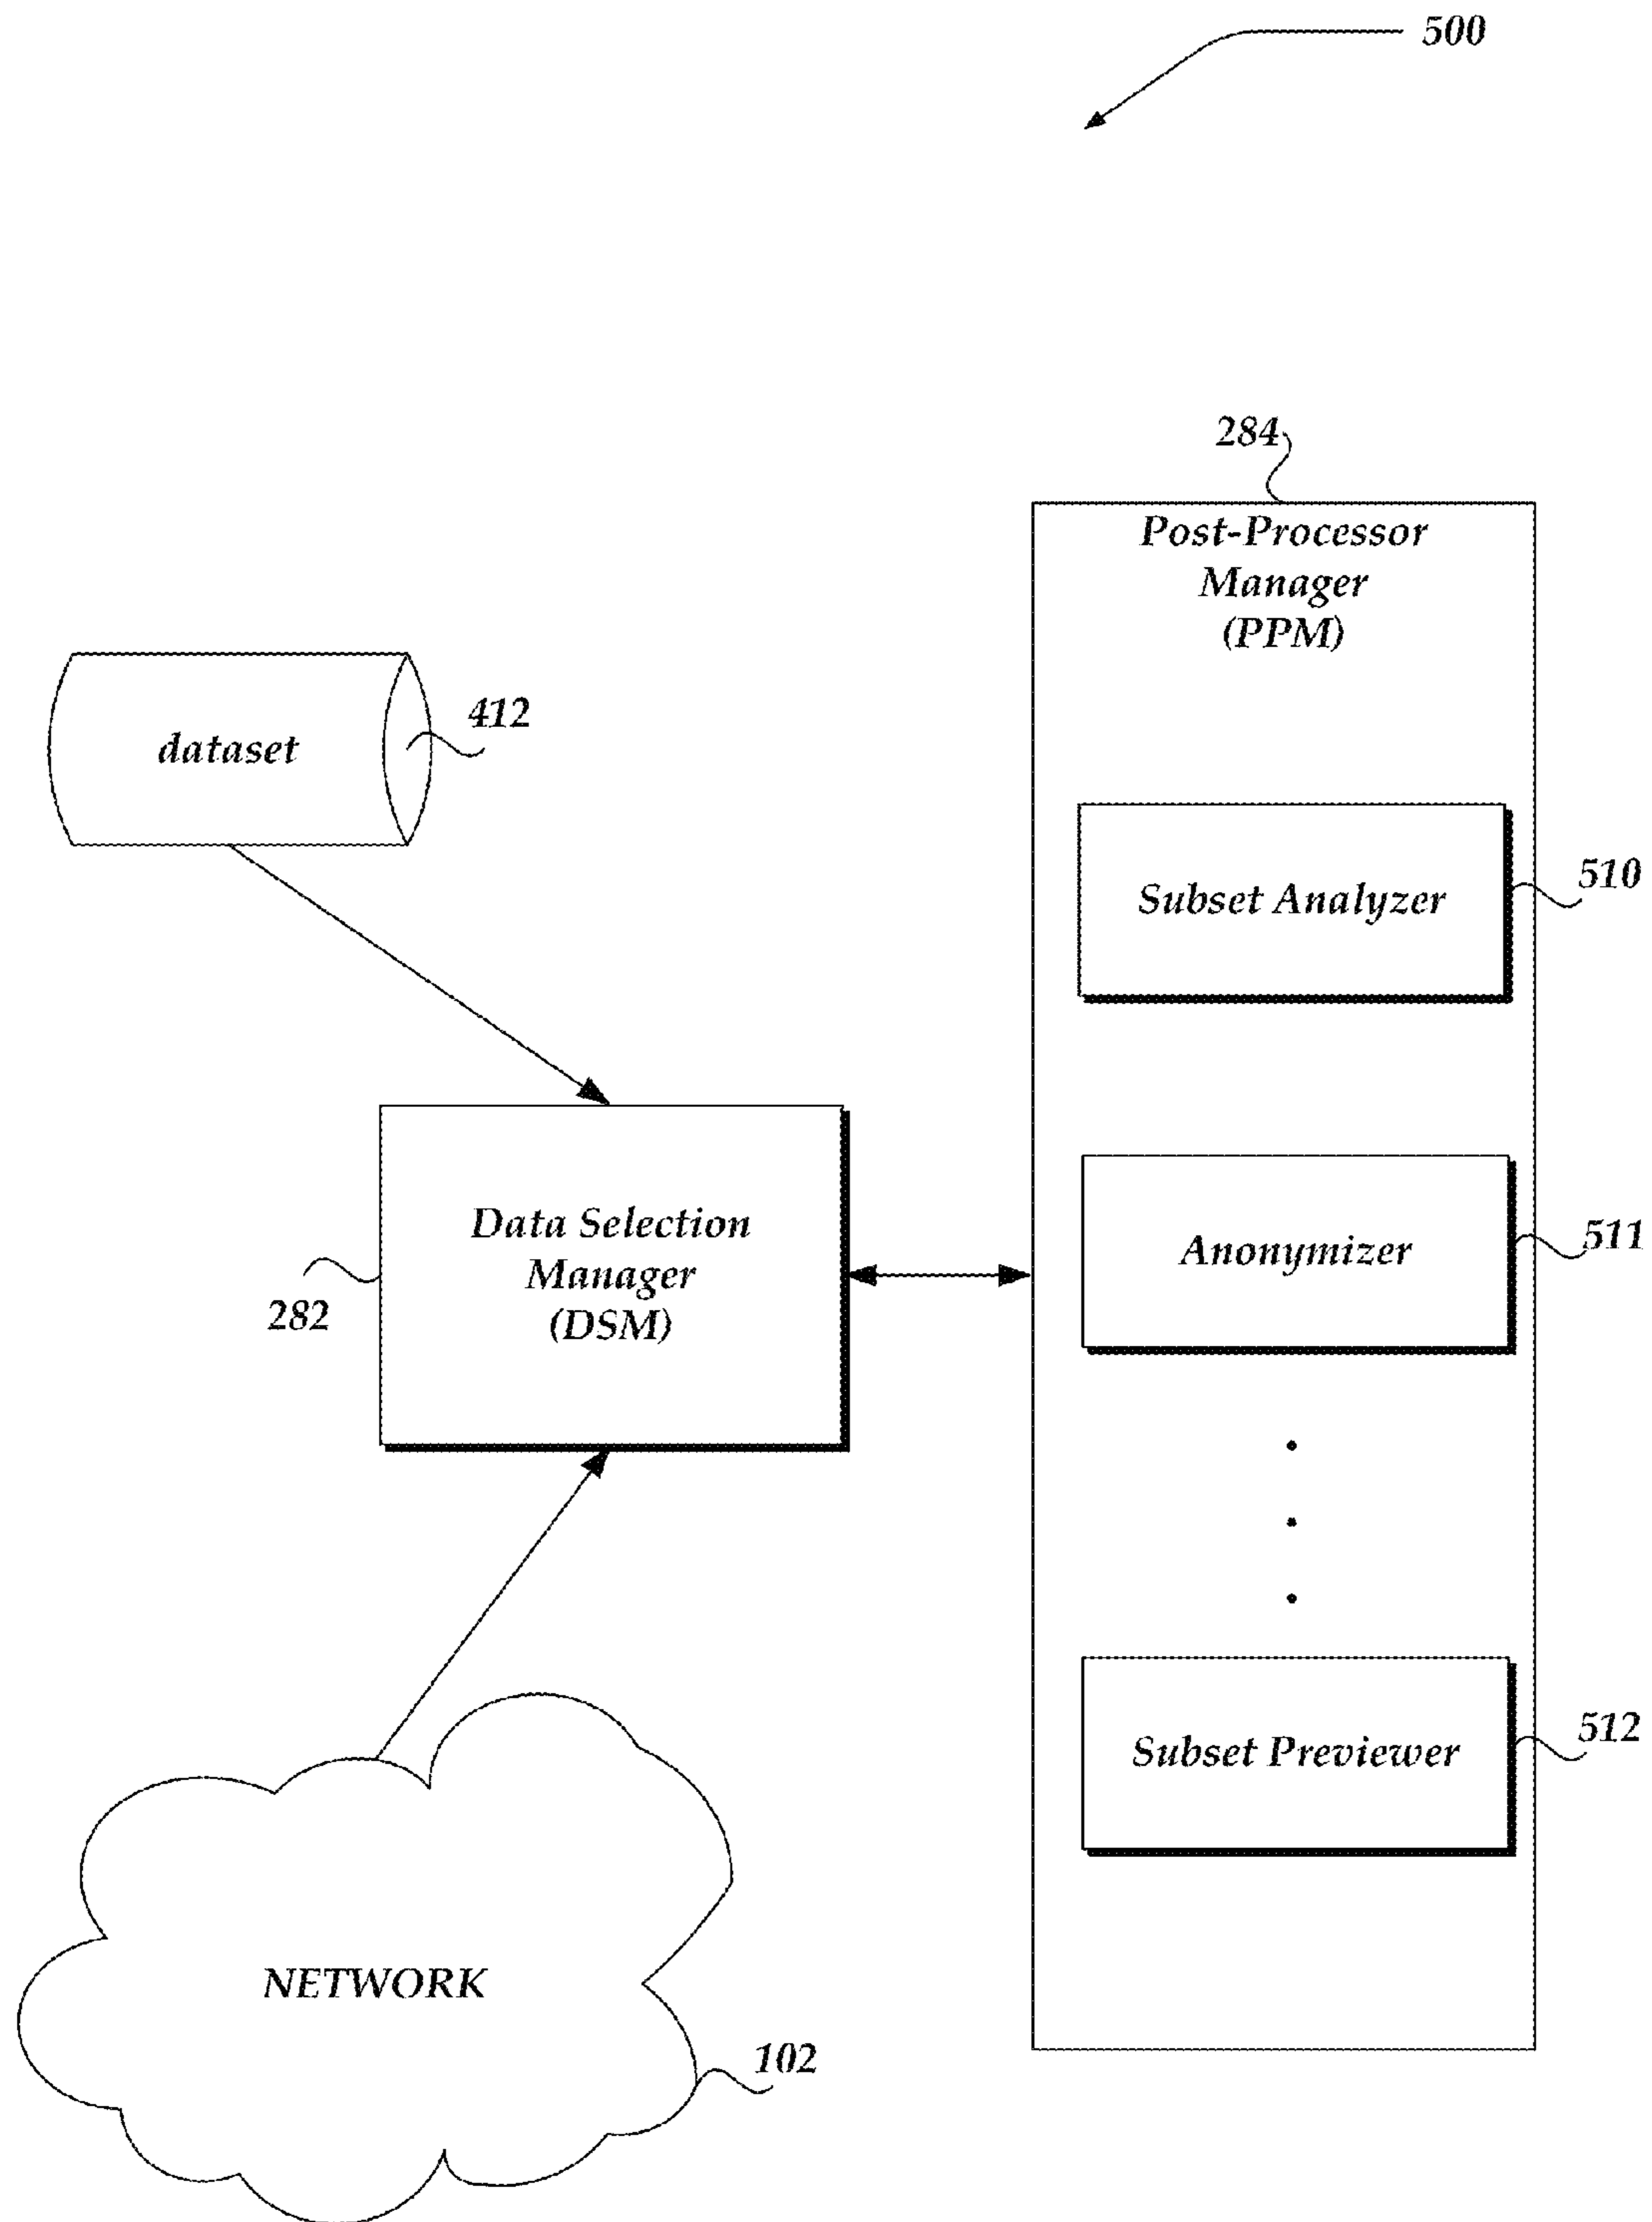 500
284
Post-Processor
Manager
(PPM)
412
dataset
510
Subset Analyzer
Data Selection
Manager
(DSM)
282
511
Anonymizer
512
Subset Previewer
NETWORK
102